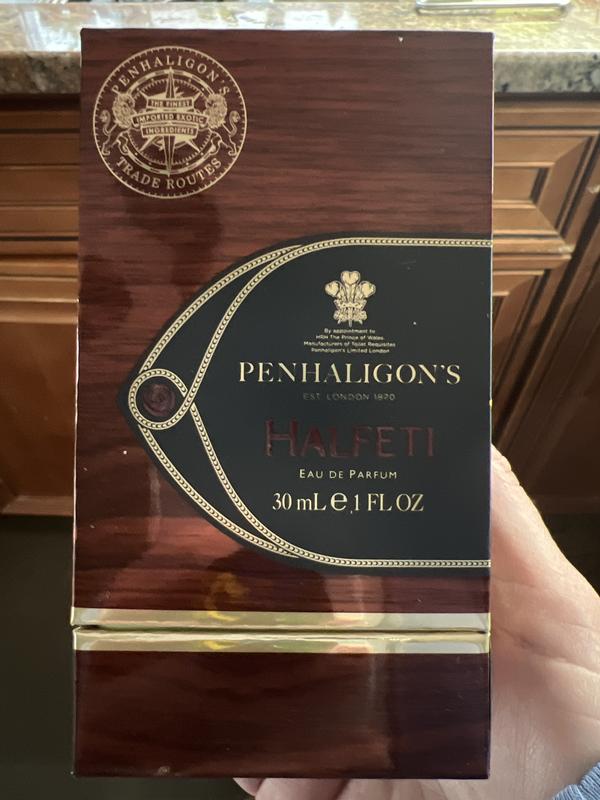 PENHALIGON'S
THE FINEST
IMPORTED EXOTIC
INGREDIENTS
TRADE ROUTES
By appointment to
HRH The Prince of Wales
Manufacturers of Toilet Requisites
Penhaligon's Limited London
PENHALIGON'S
EST. LONDON 1870
HALFETI
EAU DE PARFUM
30 mL ℮ 1 FL OZ